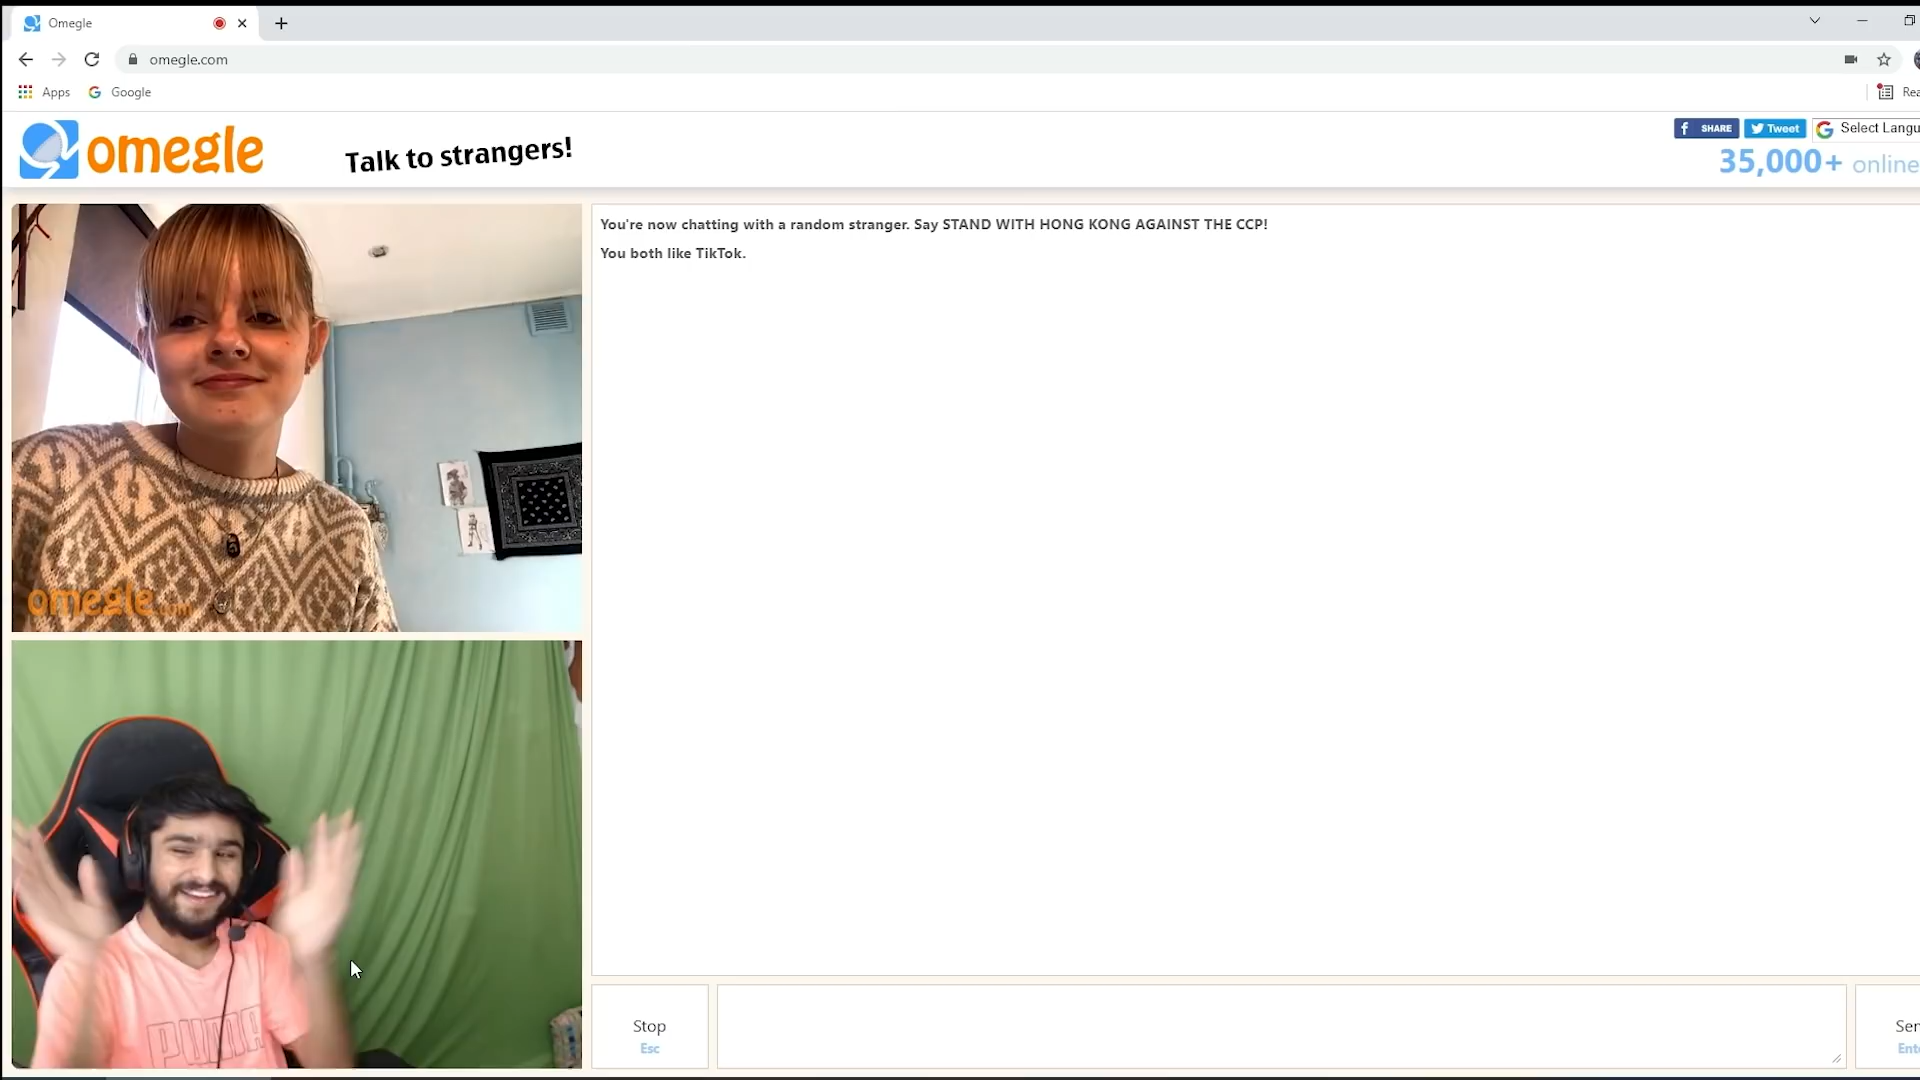 Omegle
omegle.com
Apps
Google
omegle
Talk to strangers!
SHARE
Tweet
Select Langu
35,000+ online
You're now chatting with a random stranger. Say STAND WITH HONG KONG AGAINST THE CCP!
You both like TikTok.
omegle.com
PUMA
Stop
Esc